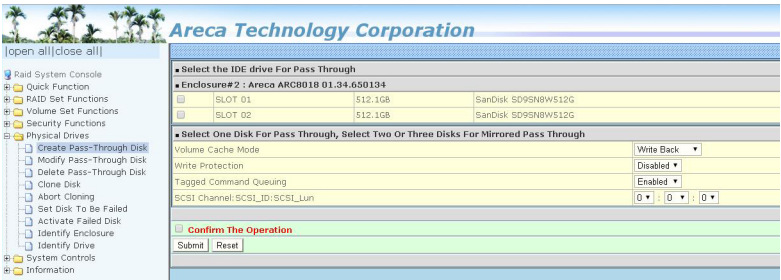 Areca Technology Corporation
|open all|close all|
Raid System Console
Quick Function
RAID Set Functions
Volume Set Functions
Security Functions
Physical Drives
Create Pass-Through Disk
Modify Pass-Through Disk
Delete Pass-Through Disk
Clone Disk
Abort Cloning
Set Disk To Be Failed
Activate Failed Disk
Identify Enclosure
Identify Drive
System Controls
Information
Select the IDE drive For Pass Through
Enclosure#2 : Areca ARC8018 01.34.650134
SLOT 01 512.1GB SanDisk SD9SN8W512G
SLOT 02 512.1GB SanDisk SD9SN8W512G
Select One Disk For Pass Through, Select Two Or Three Disks For Mirrored Pass Through
Volume Cache Mode Write Back
Write Protection Disabled
Tagged Command Queuing Enabled
SCSI Channel:SCSI_ID:SCSI_Lun 0 : 0 : 0
Confirm The Operation
Submit Reset